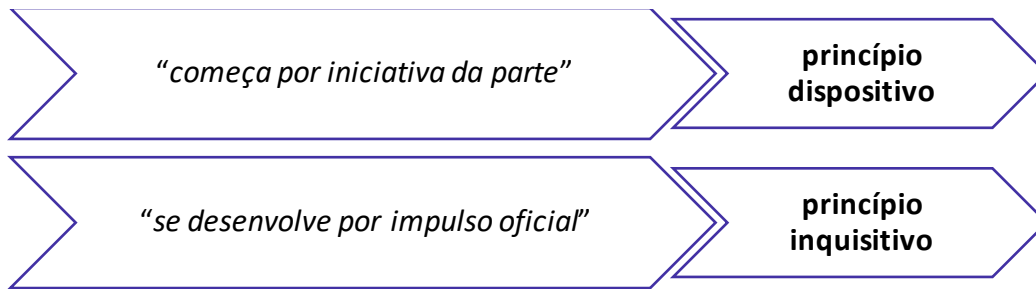 “começa por iniciativa da parte”
princípio
dispositivo
“se desenvolve por impulso oficial”
princípio
inquisitivo